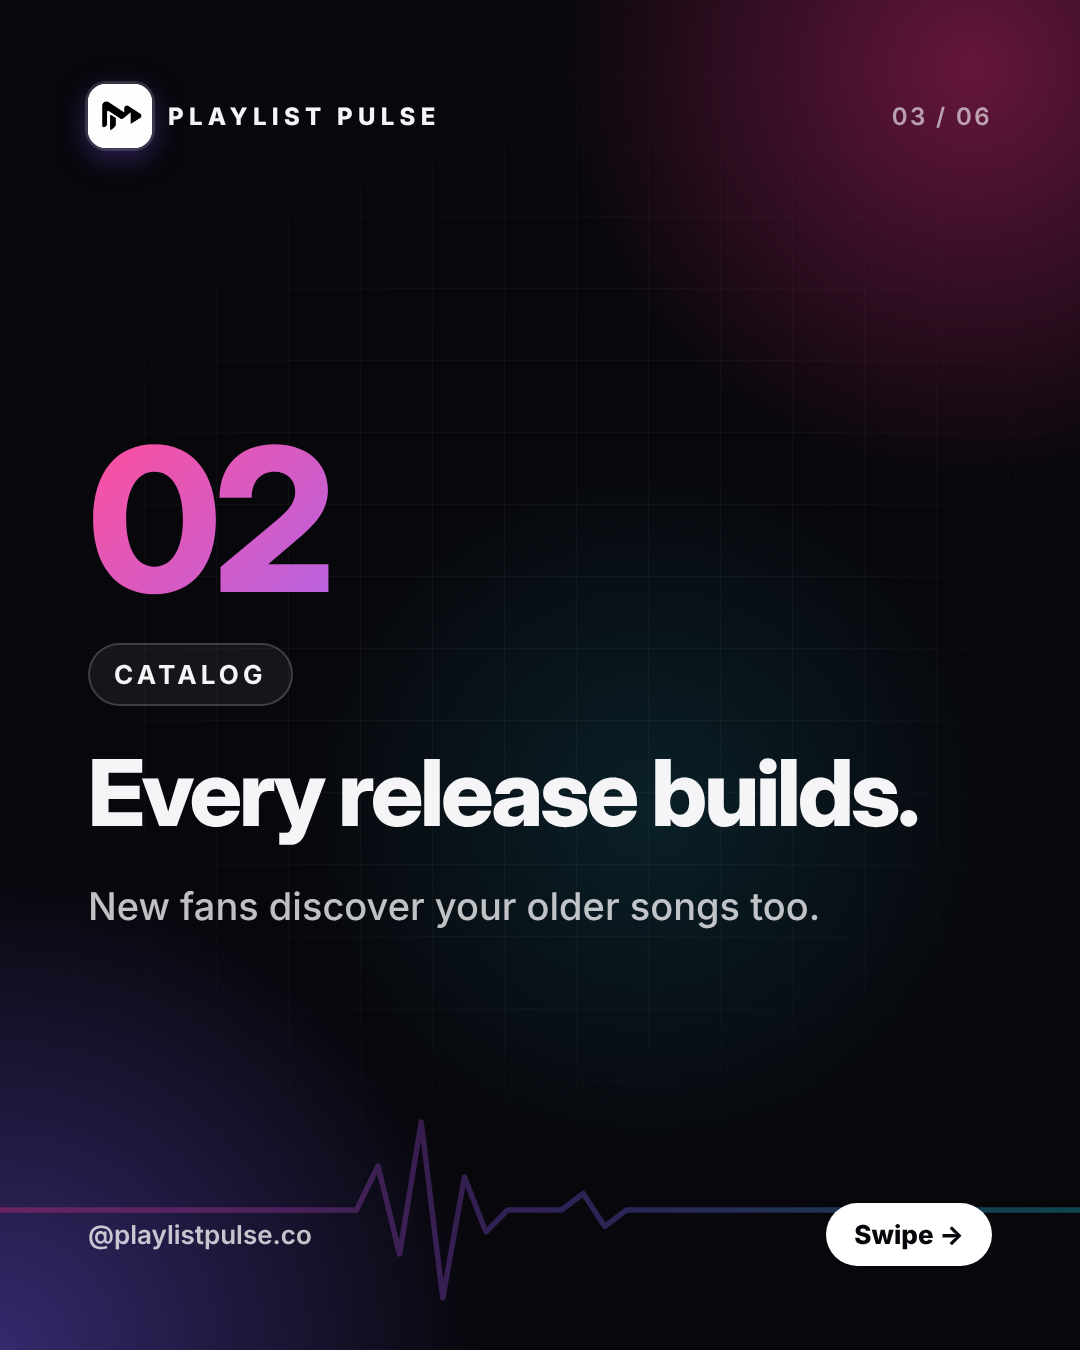 PLAYLIST PULSE
03 / 06
02
CATALOG
Every release builds.
New fans discover your older songs too.
@playlistpulse.co
Swipe →